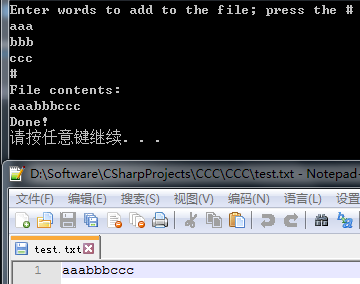 Enter words to add to the file; press the #
aaa
bbb
ccc
#
File contents:
aaabbbccc
Done!
请按任意键继续. . .
D:\Software\CSharpProjects\CCC\CCC\test.txt - Notepad
文件(F) 编辑(E) 搜索(S) 视图(V) 编码(N) 语言(L) 设置
test.txt
1 aaabbbccc